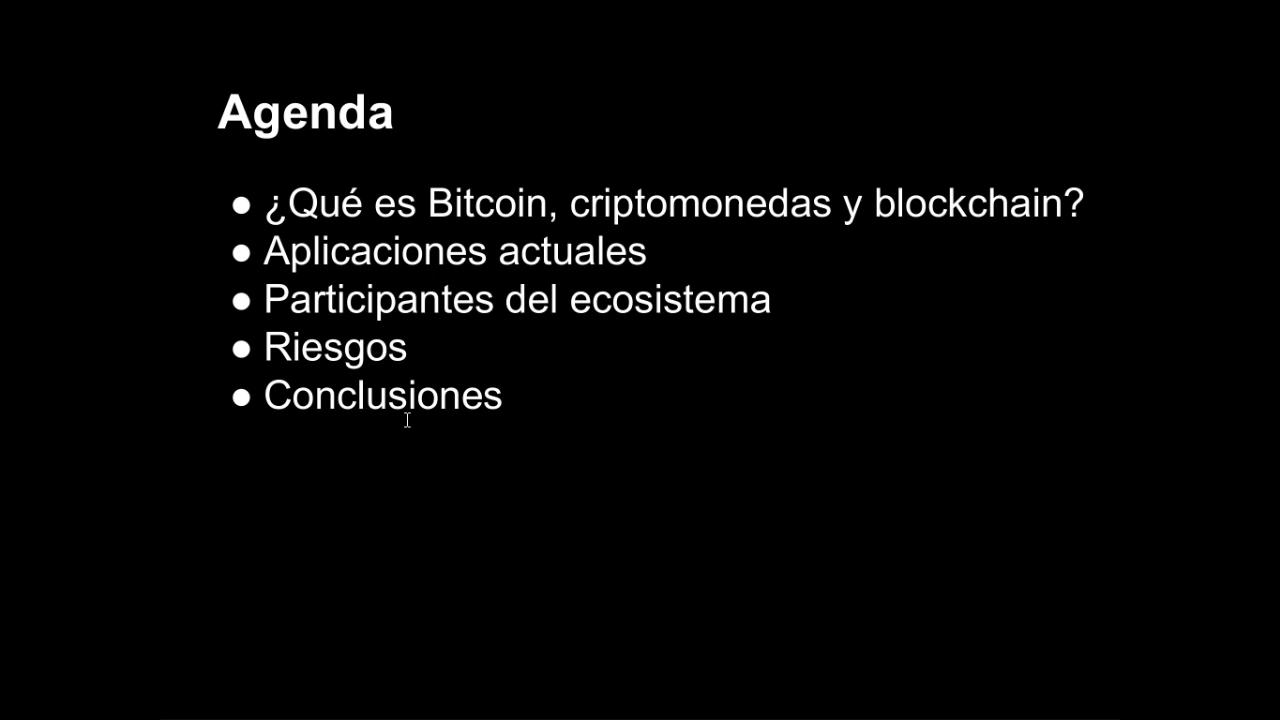 Agenda
● ¿Qué es Bitcoin, criptomonedas y blockchain?
● Aplicaciones actuales
● Participantes del ecosistema
● Riesgos
● Conclusiones